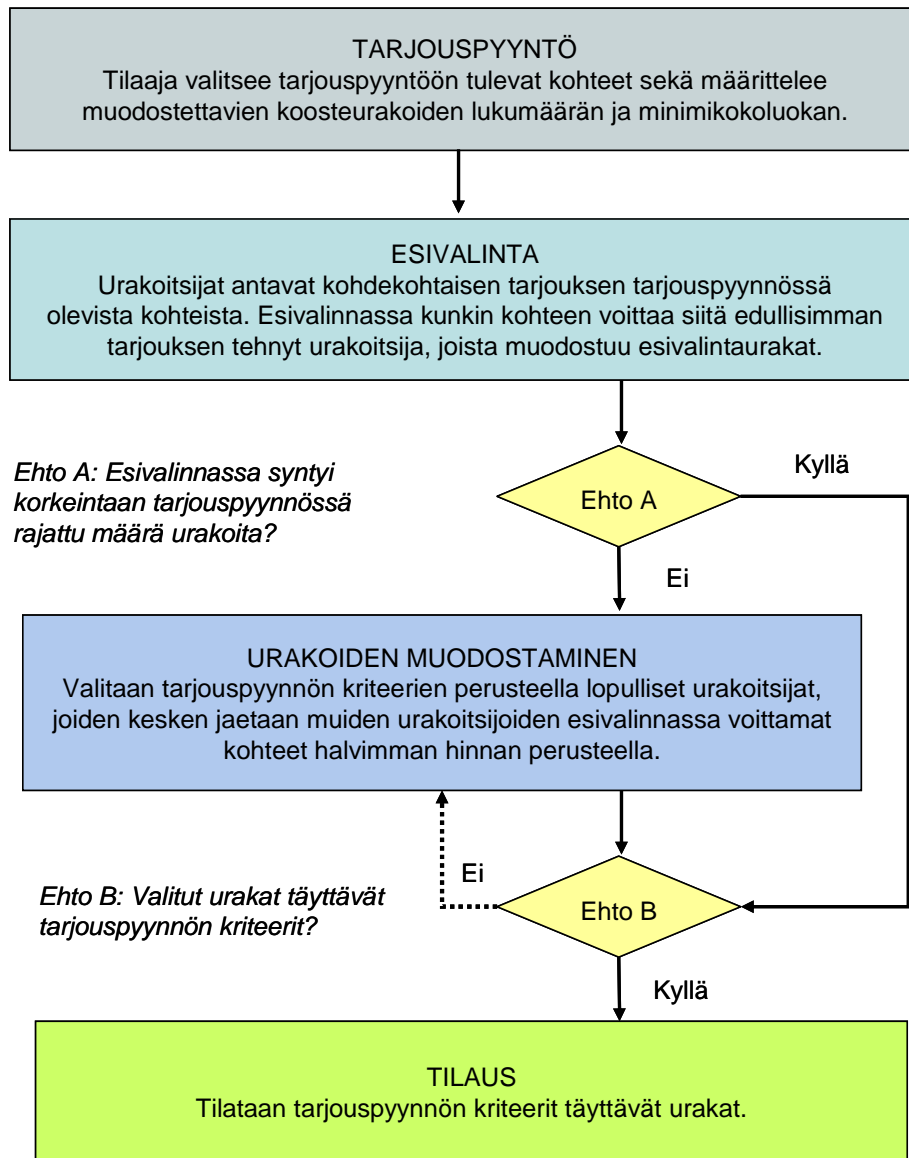 TARJOUSPYYNTÖ
Tilaaja valitsee tarjouspyyntöön tulevat kohteet sekä määrittelee
muodostettavien koosteurakoiden lukumäärän ja minimikokoluokan.
ESIVALINTA
Urakoitsijat antavat kohdekohtaisen tarjouksen tarjouspyynnössä
olevista kohteista. Esivalinnassa kunkin kohteen voittaa siitä edullisimman
tarjouksen tehnyt urakoitsija, joista muodostuu esivalintaurakat.
Ehto A: Esivalinnassa syntyi
korkeintaan tarjouspyynnössä
rajattu määrä urakoita?
Ehto A
Kyllä
Ei
URAKOIDEN MUODOSTAMINEN
Valitaan tarjouspyynnön kriteerien perusteella lopulliset urakoitsijat,
joiden kesken jaetaan muiden urakoitsijoiden esivalinnassa voittamat
kohteet halvimman hinnan perusteella.
Ei
Ehto B: Valitut urakat täyttävät
tarjouspyynnön kriteerit?
Ehto B
Kyllä
TILAUS
Tilataan tarjouspyynnön kriteerit täyttävät urakat.